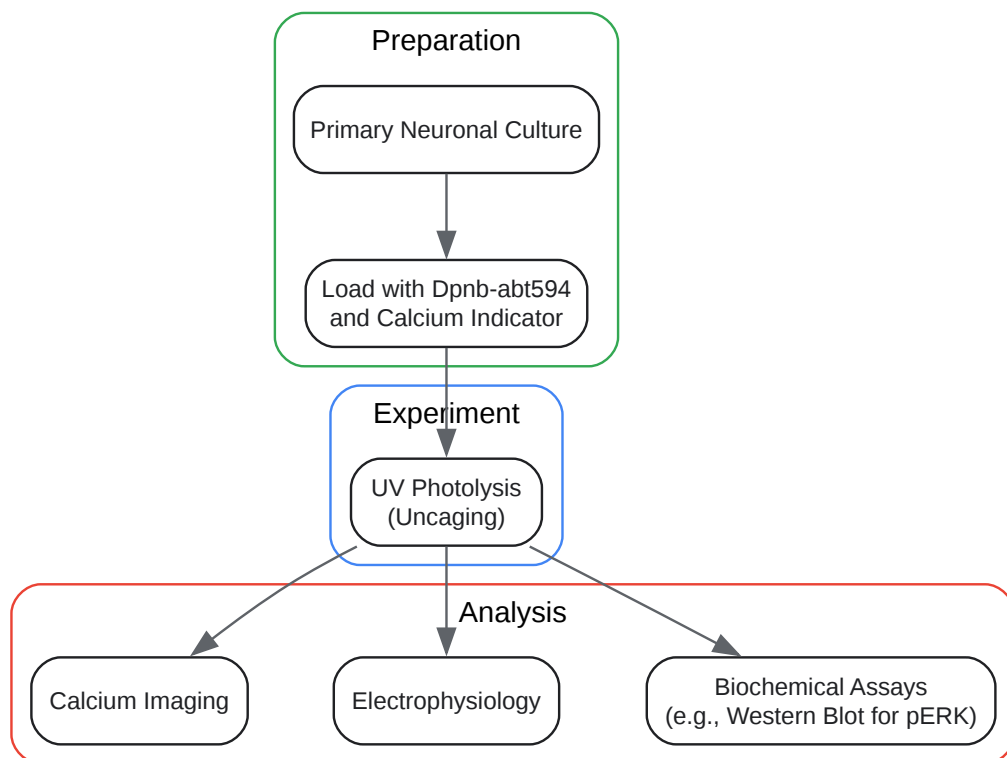 Preparation
Primary Neuronal Culture
Load with Dpnb-abt594
and Calcium Indicator
Experiment
UV Photolysis
(Uncaging)
Analysis
Calcium Imaging
Electrophysiology
Biochemical Assays
(e.g., Western Blot for pERK)